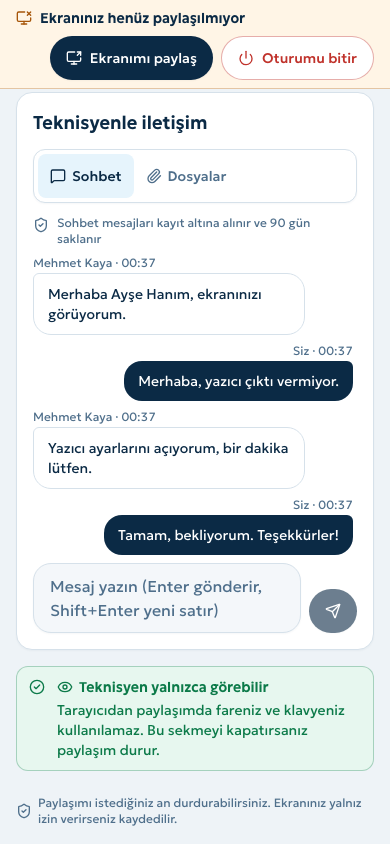 Ekranınız henüz paylaşılmıyor
Ekranımı paylaş
Oturumu bitir
Teknisyenle iletişim
Sohbet
Dosyalar
Sohbet mesajları kayıt altına alınır ve 90 gün
saklanır
Mehmet Kaya · 00:37
Merhaba Ayşe Hanım, ekranınızı
görüyorum.
Siz · 00:37
Merhaba, yazıcı çıktı vermiyor.
Mehmet Kaya · 00:37
Yazıcı ayarlarını açıyorum, bir dakika
lütfen.
Siz · 00:37
Tamam, bekliyorum. Teşekkürler!
Mesaj yazın (Enter gönderir,
Shift+Enter yeni satır)
Teknisyen yalnızca görebilir
Tarayıcıdan paylaşımda fareniz ve klavyeniz
kullanılamaz. Bu sekmeyi kapatırsanız
paylaşım durur.
Paylaşımı istediğiniz an durdurabilirsiniz. Ekranınız yalnız
izin verirseniz kaydedilir.